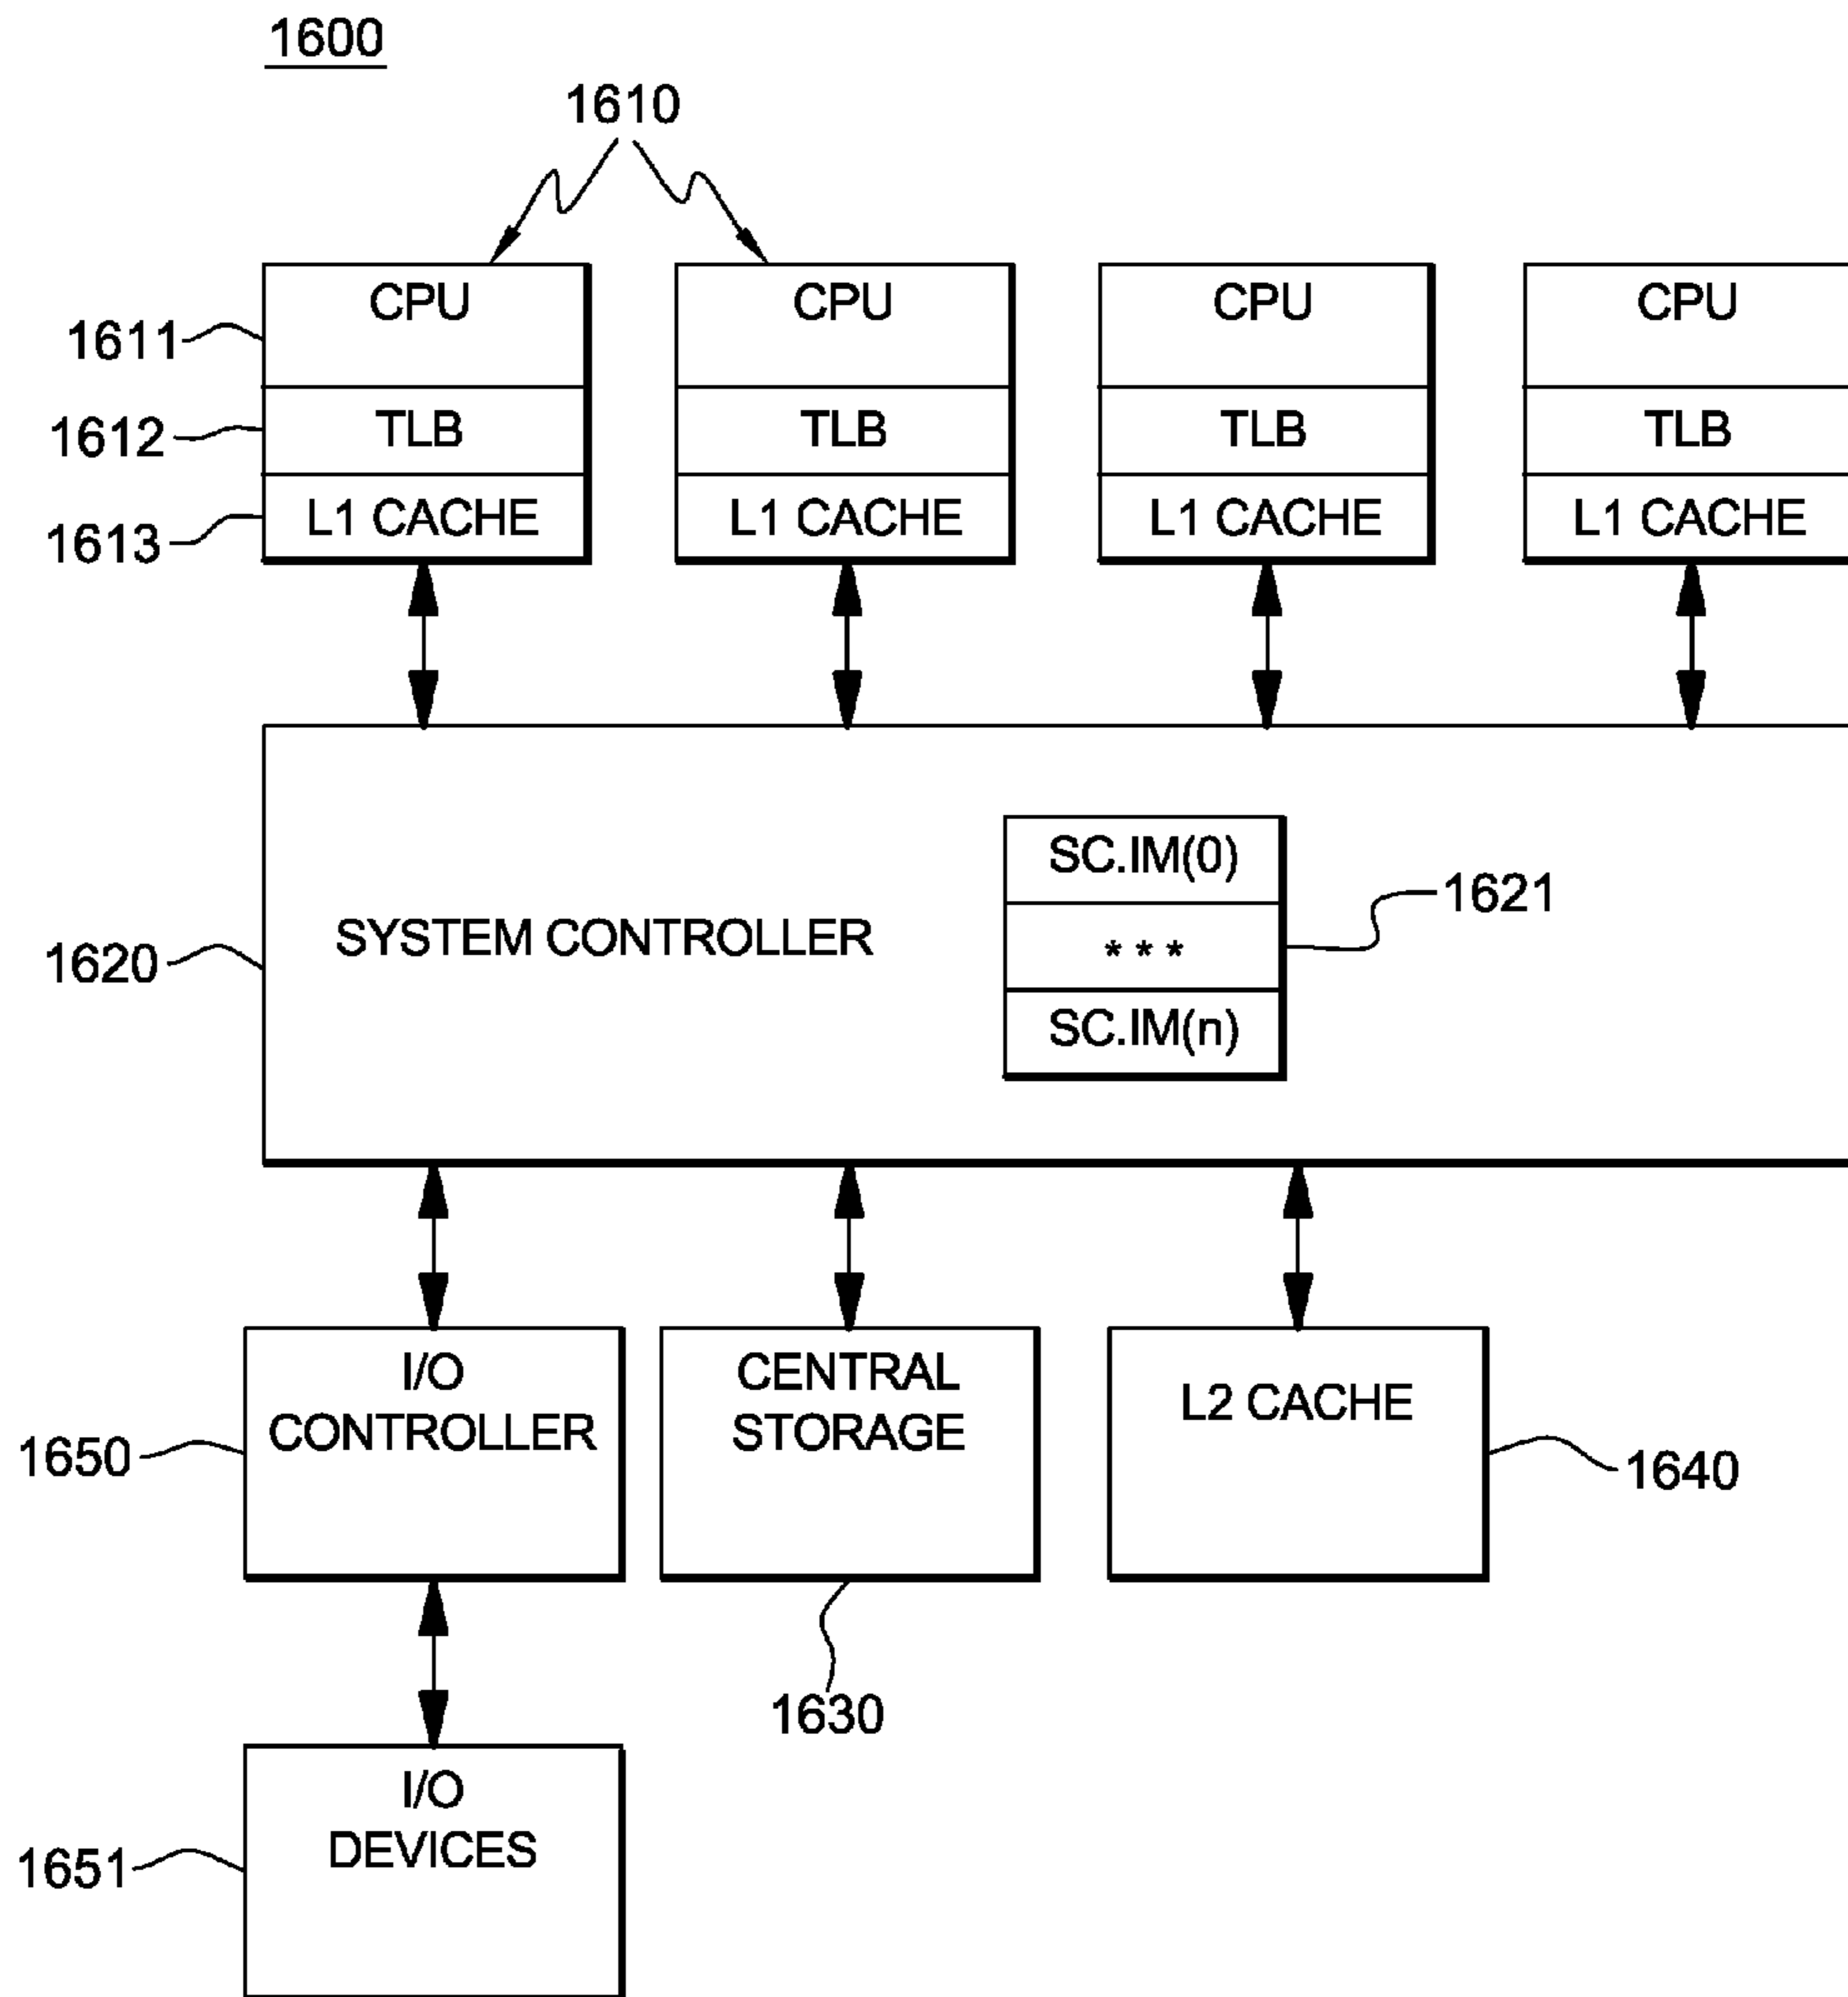 1600
1610
CPU
CPU
CPU
CPU
1611
TLB
TLB
TLB
TLB
1612
L1 CACHE
L1 CACHE
L1 CACHE
L1 CACHE
1613
SC.IM(0)
1621
SYSTEM CONTROLLER
* * *
1620
SC.IM(n)
I/O
CONTROLLER
CENTRAL
STORAGE
L2 CACHE
1650
1640
1630
I/O
DEVICES
1651